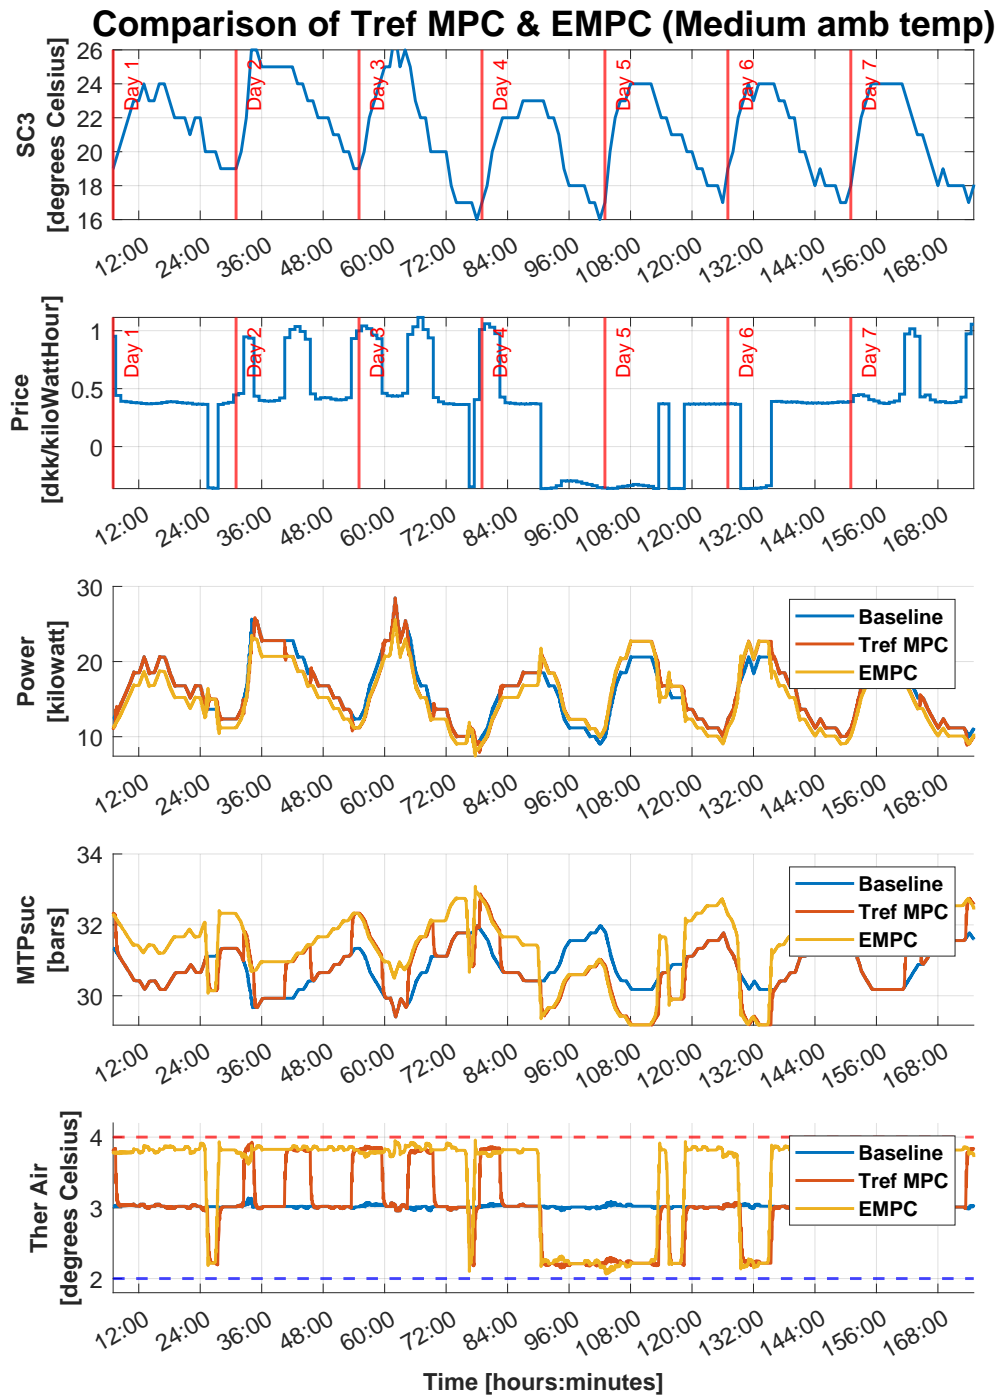 Comparison of Tref MPC & EMPC (Medium amb temp)
SC3
[degrees Celsius]
26
24
22
20
18
16
Day 1
Day 2
Day 3
Day 4
Day 5
Day 6
Day 7
12:00
24:00
36:00
48:00
60:00
72:00
84:00
96:00
108:00
120:00
132:00
144:00
156:00
168:00
Price
[dkk/kiloWattHour]
1
0.5
0
Day 1
Day 2
Day 3
Day 4
Day 5
Day 6
Day 7
12:00
24:00
36:00
48:00
60:00
72:00
84:00
96:00
108:00
120:00
132:00
144:00
156:00
168:00
Power
[kilowatt]
30
20
10
Baseline
Tref MPC
EMPC
12:00
24:00
36:00
48:00
60:00
72:00
84:00
96:00
108:00
120:00
132:00
144:00
156:00
168:00
MTPsuc
[bars]
34
32
30
Baseline
Tref MPC
EMPC
12:00
24:00
36:00
48:00
60:00
72:00
84:00
96:00
108:00
120:00
132:00
144:00
156:00
168:00
Ther Air
[degrees Celsius]
4
3
2
Baseline
Tref MPC
EMPC
12:00
24:00
36:00
48:00
60:00
72:00
84:00
96:00
108:00
120:00
132:00
144:00
156:00
168:00
Time [hours:minutes]